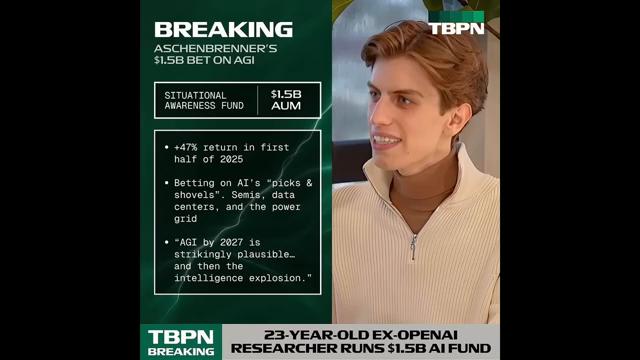 BREAKING
ASCHENBRENNER'S
$1.5B BET ON AGI
SITUATIONAL
AWARENESS FUND
$1.5B
AUM
• +47% return in first
half of 2025
• Betting on AI's "picks &
shovels". Semis, data
centers, and the power
grid
• "AGI by 2027 is
strikingly plausible…
and then the
intelligence explosion."
TBPN
TBPN
BREAKING
23-YEAR-OLD EX-OPENAI
RESEARCHER RUNS $1.5B AI FUND